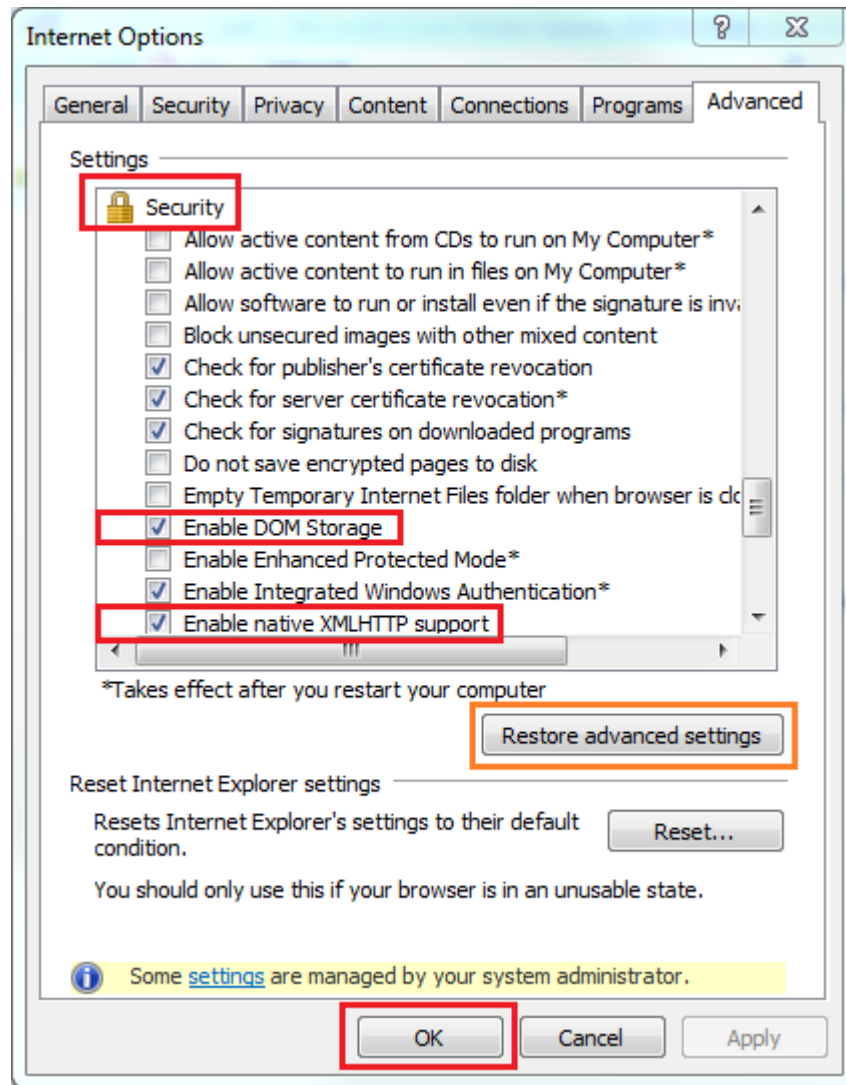 Internet Options
General Security Privacy Content Connections Programs Advanced
Settings
Security
Allow active content from CDs to run on My Computer*
Allow active content to run in files on My Computer*
Allow software to run or install even if the signature is inva
Block unsecured images with other mixed content
Check for publisher's certificate revocation
Check for server certificate revocation*
Check for signatures on downloaded programs
Do not save encrypted pages to disk
Empty Temporary Internet Files folder when browser is clo
Enable DOM Storage
Enable Enhanced Protected Mode*
Enable Integrated Windows Authentication*
Enable native XMLHTTP support
*Takes effect after you restart your computer
Restore advanced settings
Reset Internet Explorer settings
Resets Internet Explorer's settings to their default
condition.
Reset...
You should only use this if your browser is in an unusable state.
Some settings are managed by your system administrator.
OK Cancel Apply